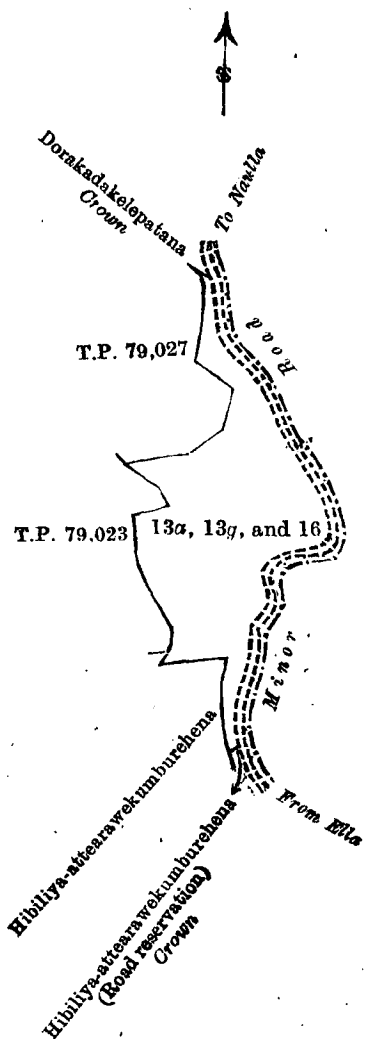 Dorakadakelepatana
Crown
To Naulla
T.P. 79,027
Road
T.P. 79,023
13a, 13g, and 16
Minor
Hibiliya-attearawekumburehena
From Ella
Hibiliya-attearawekumburehena
(Road reservation)
Crown